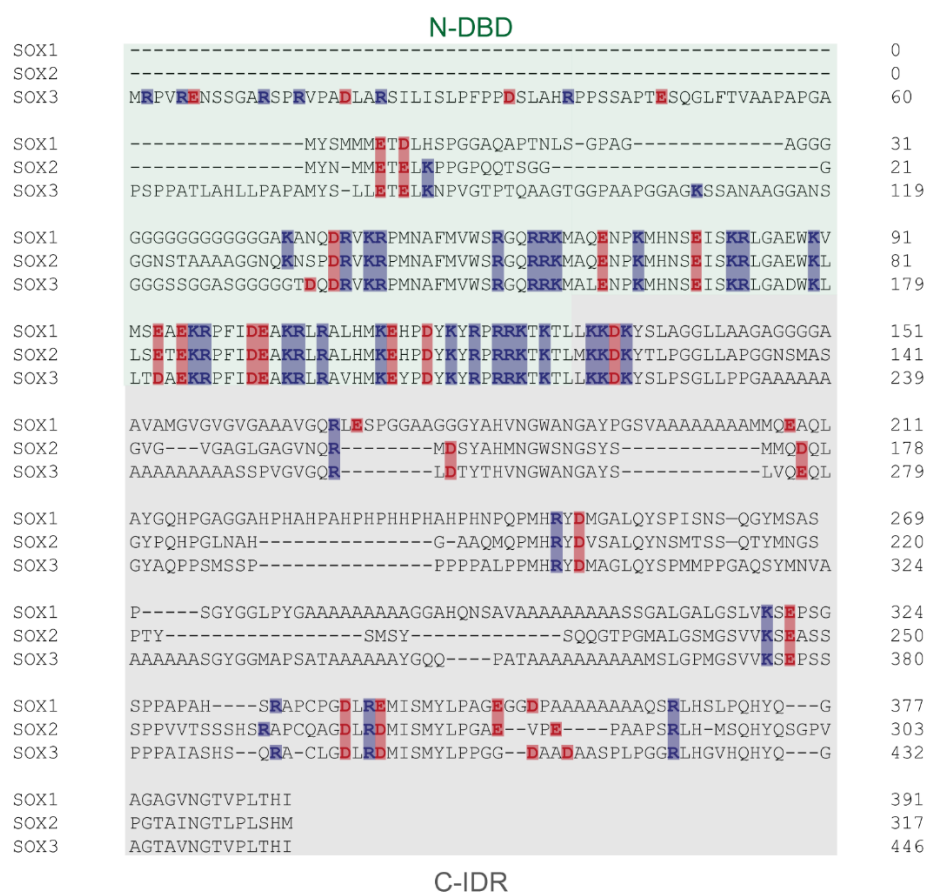 N-DBD
SOX1 ------------------------------------------------------------ 0
SOX2 ------------------------------------------------------------ 0
SOX3 MRPVRENSSGARSPRVPADLARSILISLPFPPDSLAHRPPSSAPTESQGLFTVAAPAPGA 60
SOX1 ---------------MYSMMMETDLHSPGGAQAPTNLS-GPAG-------------AGGG 31
SOX2 ---------------MYN-MMETELKPPGPQQTSGG-----------------------G 21
SOX3 PSPPATLAHLLPAPAMYS-LLETELKNPVGTPTQAAGTGGPAAPGGAGKSSANAAGGANS 119
SOX1 GGGGGGGGGGGGAKANQDRVKRPMNAFMVWSRGQRRKMAQENPKMHNSEISKRLGAEWKV 91
SOX2 GGNSTAAAAGGNQKNSPDRVKRPMNAFMVWSRGQRRKMAQENPKMHNSEISKRLGAEWKL 81
SOX3 GGGSSGGASGGGGGTDQDRVKRPMNAFMVWSRGQRRKMALENPKMHNSEISKRLGADWKL 179
SOX1 MSEAEKRPFIDEAKRLRALHMKEHPDYKYRPRRKTKTLLKKDKYSLAGGLLAAGAGGGGA 151
SOX2 LSETEKRPFIDEAKRLRALHMKEHPDYKYRPRRKTKTLMKKDKYTLPGGLLAPGGNSMAS 141
SOX3 LTDAEKRPFIDEAKRLRAVHMKEYPDYKYRPRRKTKTLLKKDKYSLPSGLLPPGAAAAAA 239
SOX1 AVAMGVGVGVGAAAVGQRLESPGGAAGGGYAHVNGWANGAYPGSVAAAAAAAAMMQEAQL 211
SOX2 GVG---VGAGLGAGVNQR--------MDSYAHMNGWSNGSYS------------MMQDQL 178
SOX3 AAAAAAAAASSPVGVGQR--------LDTYTHVNGWANGAYS------------LVQEQL 279
SOX1 AYGQHPGAGGAHPHAHPAHPHPHHPHAHPHNPQPMHRYDMGALQYSPISNS—QGYMSAS 269
SOX2 GYPQHPGLNAH---------------G-AAQMQPMHRYDVSALQYNSMTSS—QTYMNGS 220
SOX3 GYAQPPSMSSP---------------PPPPALPPMHRYDMAGLQYSPMMPPGAQSYMNVA 324
SOX1 P-----SGYGGLPYGAAAAAAAAAGGAHQNSAVAAAAAAAAASSGALGALGSLVKSEPSG 324
SOX2 PTY-----------------SMSY-------------SQQGTPGMALGSMGSVVKSEASS 250
SOX3 AAAAAASGYGGMAPSATAAAAAAYGQQ----PATAAAAAAAAAAMSLGPMGSVVKSEPSS 380
SOX1 SPPAPAH----SRAPCPGDLREMISMYLPAGEGGDPAAAAAAAAQSRLHSLPQHYQ---G 377
SOX2 SPPVVTSSSHSRAPCQAGDLRDMISMYLPGAE--VPE----PAAPSRLH-MSQHYQSGPV 303
SOX3 PPPAIASHS--QRA-CLGDLRDMISMYLPPGG--DAADAASPLPGGRLHGVHQHYQ---G 432
SOX1 AGAGVNGTVPLTHI 391
SOX2 PGTAINGTLPLSHM 317
SOX3 AGTAVNGTVPLTHI 446
C-IDR